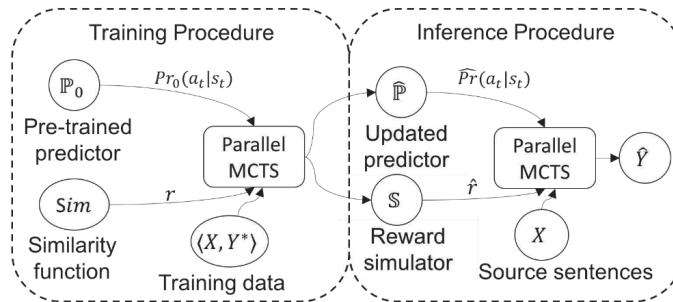 Training Procedure
ℙ₀
Pr₀(aₜ|sₜ)
Pre-trained
predictor
Parallel
MCTS
Sim
r
Similarity
function
⟨X, Y*⟩
Training data
Inference Procedure
ℙ̂
P̂r(aₜ|sₜ)
Updated
predictor
Parallel
MCTS
Ŷ
𝕊
r̂
Reward
simulator
X
Source sentences